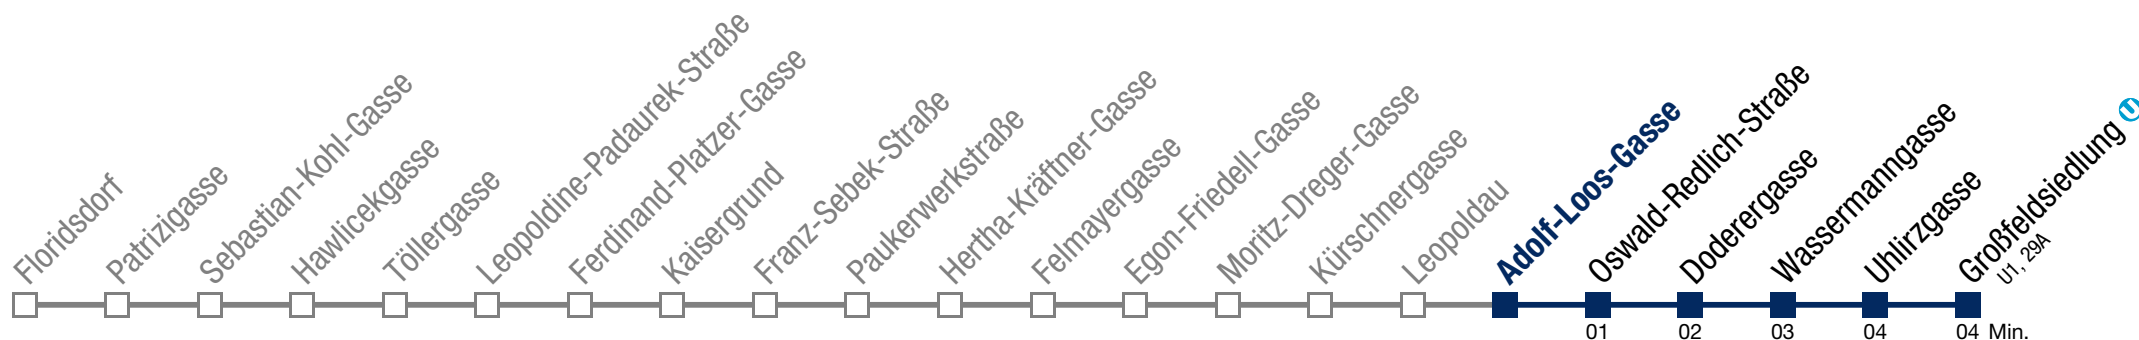 Floridsdorf
Patrizigasse
Sebastian-Kohl-Gasse
Hawlicekgasse
Töllergasse
Leopoldine-Padaurek-Straße
Ferdinand-Platzer-Gasse
Kaisergrund
Franz-Sebek-Straße
Paukerwerkstraße
Hertha-Kräftner-Gasse
Felmayergasse
Egon-Friedell-Gasse
Moritz-Dreger-Gasse
Kürschnergasse
Leopoldau
Adolf-Loos-Gasse
Oswald-Redlich-Straße
Doderergasse
Wassermanngasse
Uhlirzgasse
Großfeldsiedlung U
U1, 29A
01 02 03 04 04 Min.